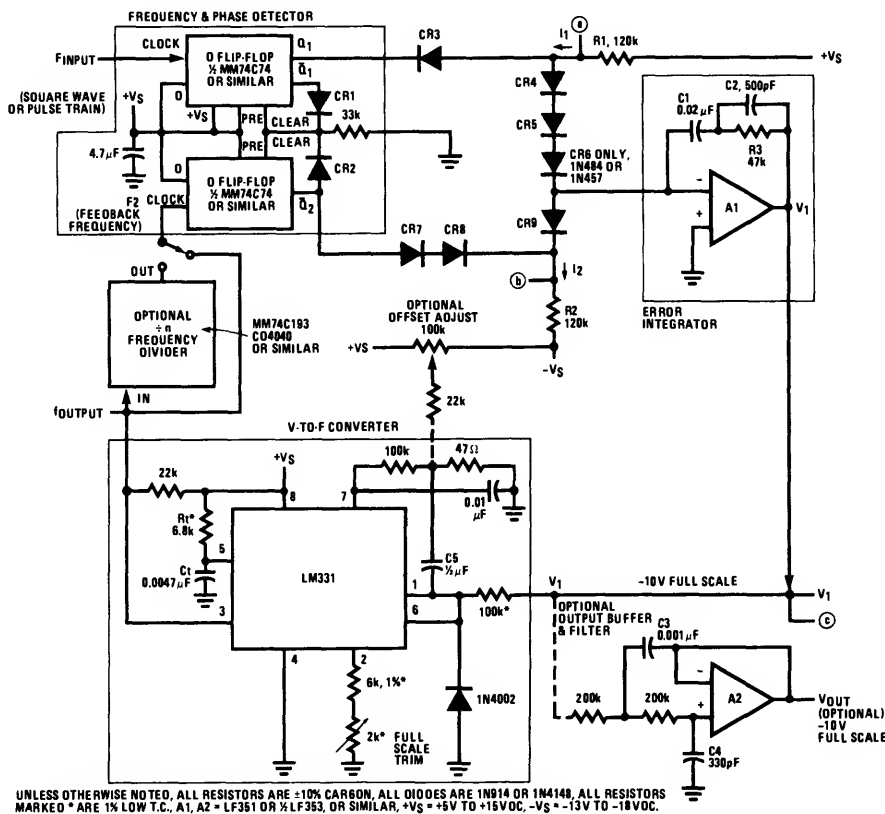 FREQUENCY & PHASE DETECTOR
FINPUT
CLOCK
(SQUARE WAVE
OR PULSE TRAIN)
D FLIP-FLOP
½ MM74C74
OR SIMILAR
Q1
Q̅1
D
+VS
+VS
PRE
CLEAR
PRE
CLEAR
4.7µF
D
D FLIP-FLOP
½ MM74C74
OR SIMILAR
CLOCK
Q̅2
F2
(FEEDBACK
FREQUENCY)
CR1
33k
CR2
CR3
I1
a
R1, 120k
+VS
CR4
CR5
CR6 ONLY,
1N484 OR
1N457
CR9
CR7
CR8
I2
b
R2
120k
-VS
C2, 500pF
C1
0.02µF
R3
47k
-
+
A1
V1
ERROR
INTEGRATOR
OUT
OPTIONAL
÷ n
FREQUENCY
DIVIDER
MM74C193
CD4040
OR SIMILAR
IN
fOUTPUT
OPTIONAL
OFFSET ADJUST
100k
+VS
22k
V-TO-F CONVERTER
22k
+VS
8
Rt*
6.8k
5
Ct
0.0047µF
3
LM331
4
2
7
1
6
100k
47Ω
0.01
µF
C5
½µF
100k*
6k, 1%*
2k*
FULL
SCALE
TRIM
1N4002
V1
-10V FULL SCALE
V1
c
OPTIONAL
OUTPUT BUFFER
& FILTER
C3
0.001µF
200k
200k
-
+
A2
C4
330pF
VOUT
(OPTIONAL)
-10V
FULL SCALE
UNLESS OTHERWISE NOTED, ALL RESISTORS ARE ±10% CARBON, ALL DIODES ARE 1N914 OR 1N4148, ALL RESISTORS
MARKED * ARE 1% LOW T.C., A1, A2 = LF351 OR ½LF353, OR SIMILAR, +VS = +5V TO +15VDC, -VS = -13V TO -18VDC.